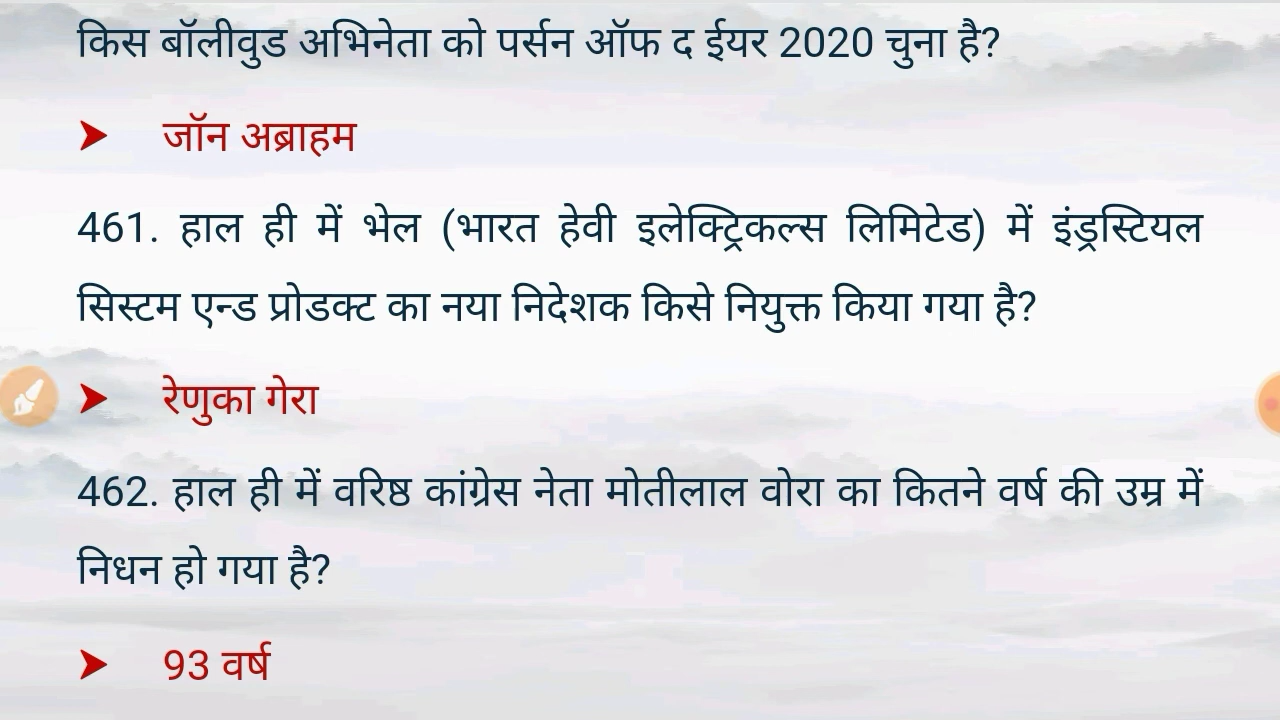 किस बॉलीवुड अभिनेता को पर्सन ऑफ द ईयर 2020 चुना है?
➤ जॉन अब्राहम
461. हाल ही में भेल (भारत हेवी इलेक्ट्रिकल्स लिमिटेड) में इंड्रस्टियल
सिस्टम एन्ड प्रोडक्ट का नया निदेशक किसे नियुक्त किया गया है?
➤ रेणुका गेरा
462. हाल ही में वरिष्ठ कांग्रेस नेता मोतीलाल वोरा का कितने वर्ष की उम्र में
निधन हो गया है?
➤ 93 वर्ष